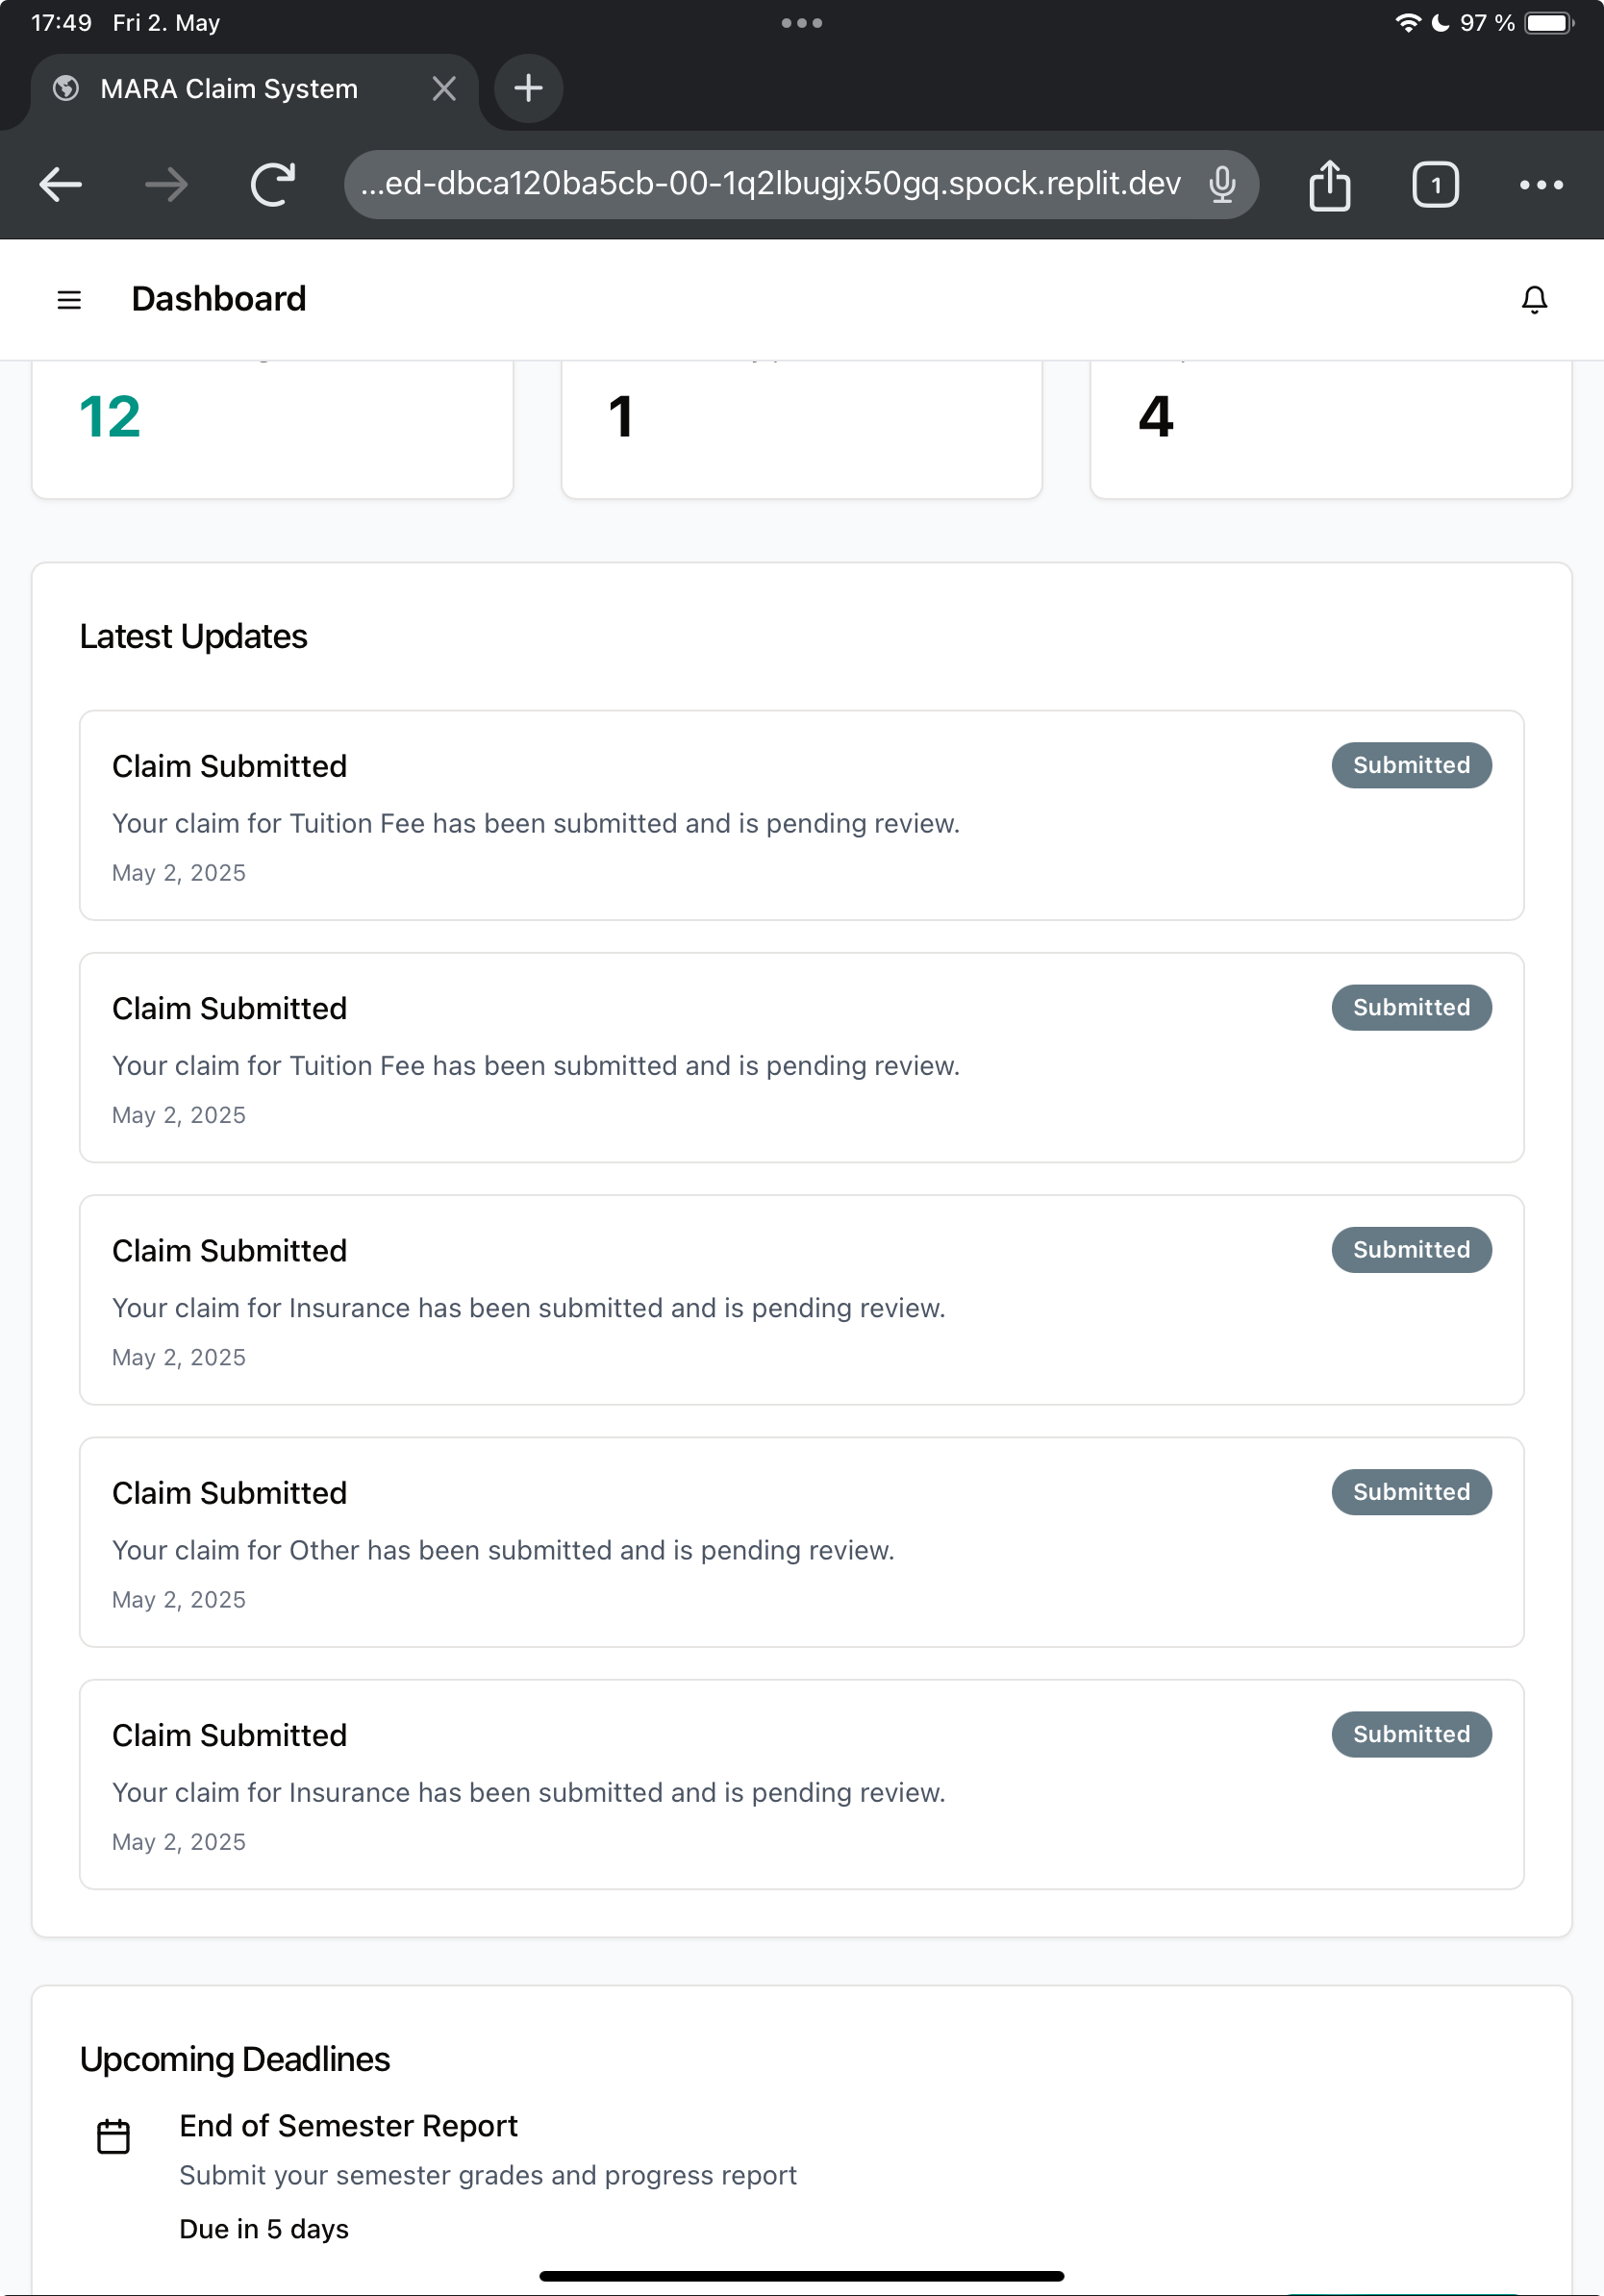 17:49 Fri 2. May
97 %
MARA Claim System
...ed-dbca120ba5cb-00-1q2lbugjx50gq.spock.replit.dev
1
Dashboard
12
1
4
Latest Updates
Claim Submitted
Submitted
Your claim for Tuition Fee has been submitted and is pending review.
May 2, 2025
Claim Submitted
Submitted
Your claim for Tuition Fee has been submitted and is pending review.
May 2, 2025
Claim Submitted
Submitted
Your claim for Insurance has been submitted and is pending review.
May 2, 2025
Claim Submitted
Submitted
Your claim for Other has been submitted and is pending review.
May 2, 2025
Claim Submitted
Submitted
Your claim for Insurance has been submitted and is pending review.
May 2, 2025
Upcoming Deadlines
End of Semester Report
Submit your semester grades and progress report
Due in 5 days